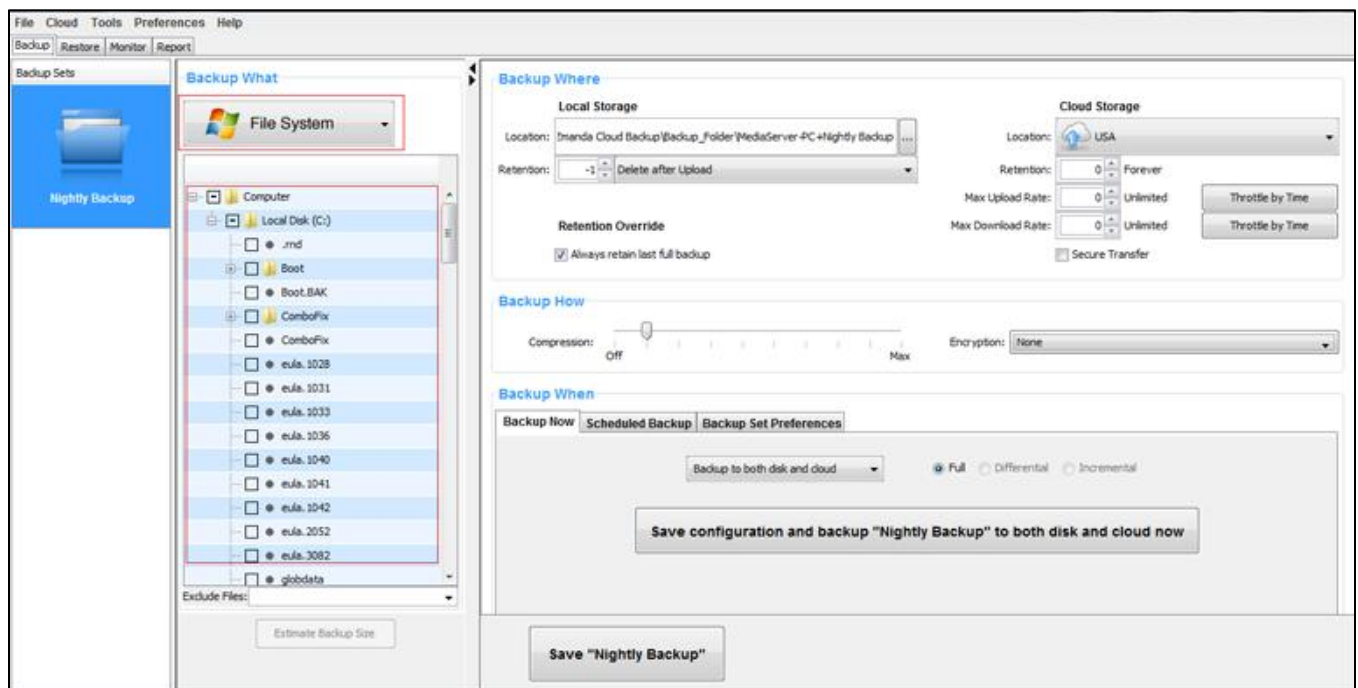 File Cloud Tools Preferences Help
Backup Restore Monitor Report
Backup Sets
Nightly Backup
Backup What
File System
Computer
Local Disk (C:)
.rnd
Boot
Boot.BAK
ComboFix
ComboFix
eula.1028
eula.1031
eula.1033
eula.1036
eula.1040
eula.1041
eula.1042
eula.2052
eula.3082
globdata
Exclude Files:
Estimate Backup Size
Backup Where
Local Storage
Location: manda Cloud Backup\Backup_Folder\MediaServer-PC+Nightly Backup ...
Retention: -1 Delete after Upload
Retention Override
Always retain last full backup
Cloud Storage
Location: USA
Retention: 0 Forever
Max Upload Rate: 0 Unlimited Throttle by Time
Max Download Rate: 0 Unlimited Throttle by Time
Secure Transfer
Backup How
Compression: Off Max
Encryption: None
Backup When
Backup Now Scheduled Backup Backup Set Preferences
Backup to both disk and cloud Full Differential Incremental
Save configuration and backup "Nightly Backup" to both disk and cloud now
Save "Nightly Backup"